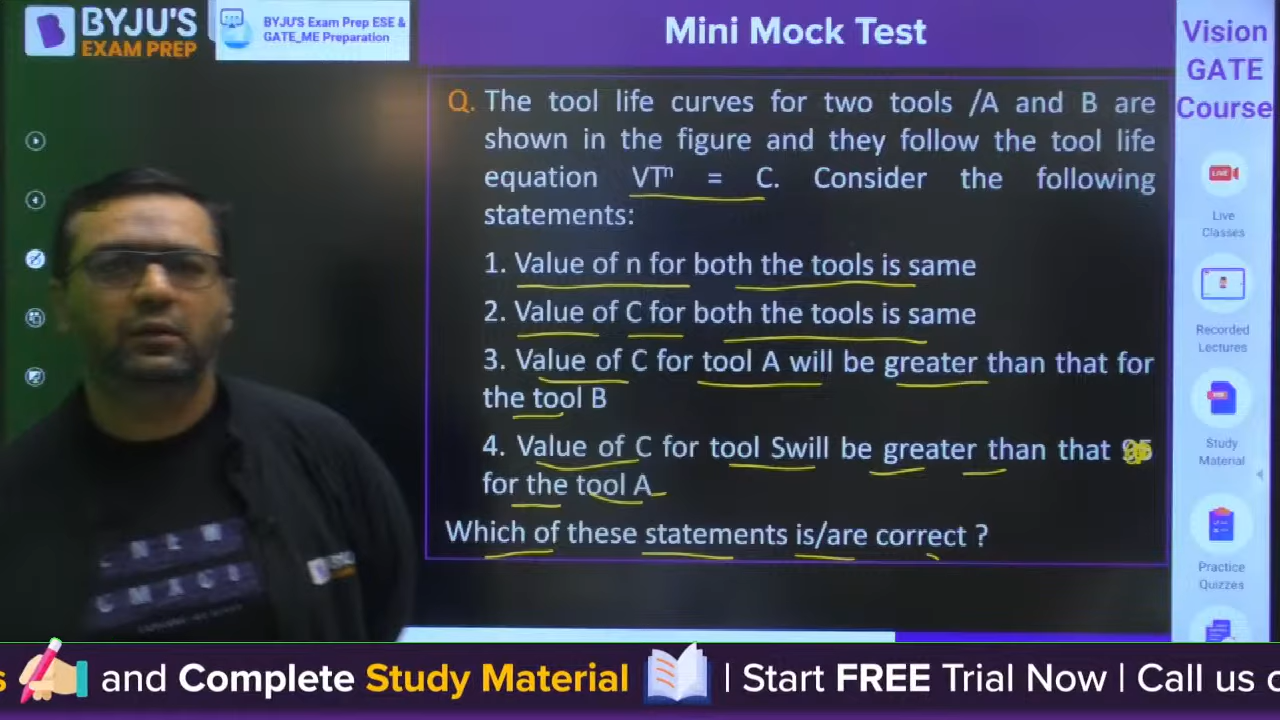 BYJU'S
EXAM PREP
BYJU'S Exam Prep ESE &
GATE_ME Preparation
Mini Mock Test
Vision
GATE
Course
Q. The tool life curves for two tools /A and B are
shown in the figure and they follow the tool life
equation VTⁿ = C. Consider the following
statements:
1. Value of n for both the tools is same
2. Value of C for both the tools is same
3. Value of C for tool A will be greater than that for
the tool B
4. Value of C for tool Swill be greater than that
for the tool A
Which of these statements is/are correct ?
LIVE
Live
Classes
Recorded
Lectures
Study
Material
Practice
Quizzes
and Complete Study Material | Start FREE Trial Now | Call us